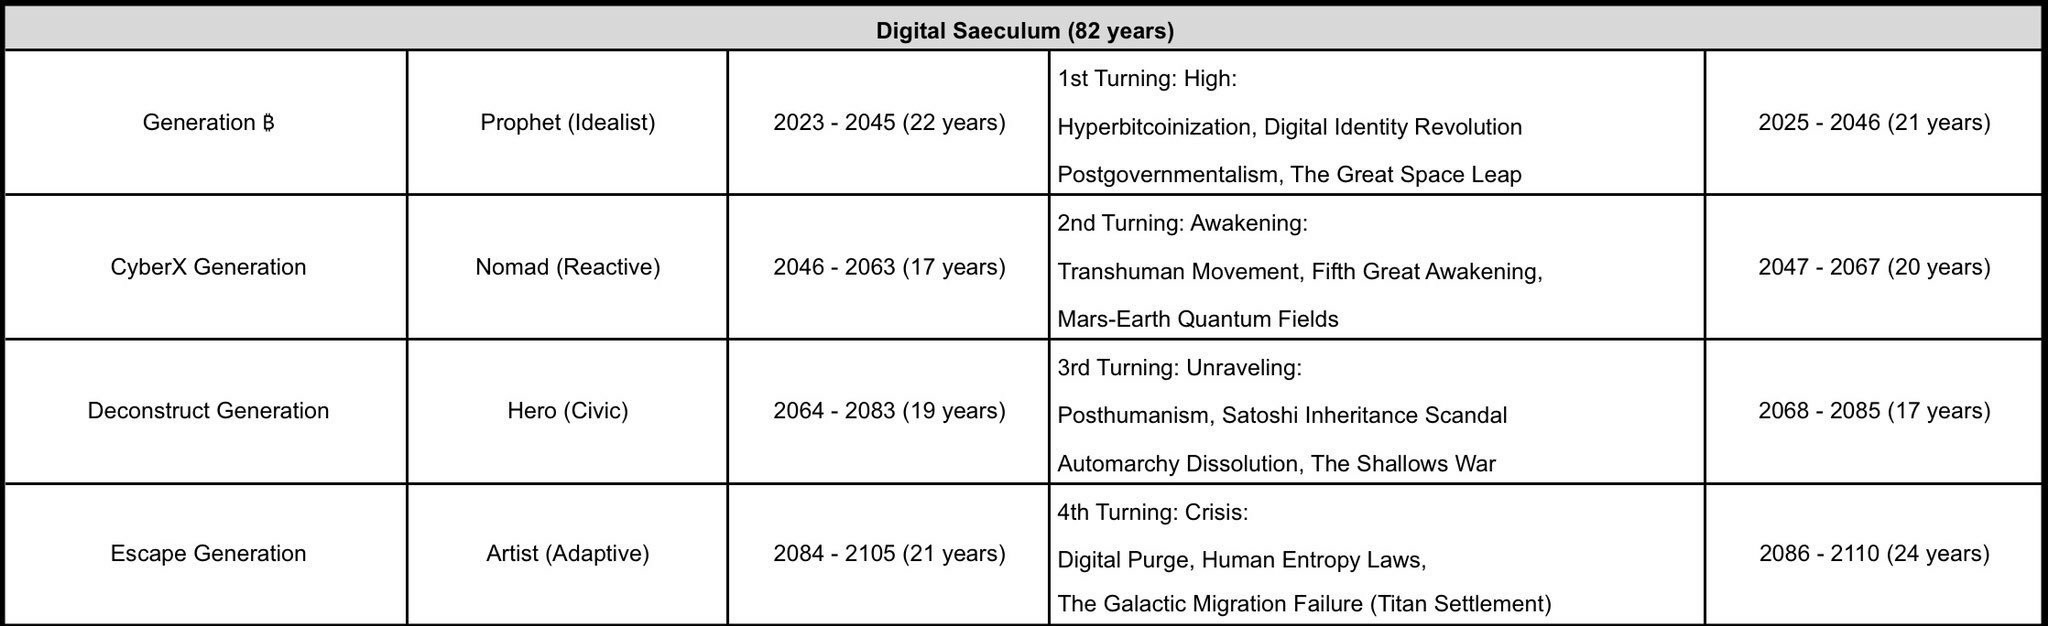 Digital Saeculum (82 years)
Generation ₿
Prophet (Idealist)
2023 - 2045 (22 years)
1st Turning: High:
Hyperbitcoinization, Digital Identity Revolution
Postgovernmentalism, The Great Space Leap
2025 - 2046 (21 years)
CyberX Generation
Nomad (Reactive)
2046 - 2063 (17 years)
2nd Turning: Awakening:
Transhuman Movement, Fifth Great Awakening,
Mars-Earth Quantum Fields
2047 - 2067 (20 years)
Deconstruct Generation
Hero (Civic)
2064 - 2083 (19 years)
3rd Turning: Unraveling:
Posthumanism, Satoshi Inheritance Scandal
Automarchy Dissolution, The Shallows War
2068 - 2085 (17 years)
Escape Generation
Artist (Adaptive)
2084 - 2105 (21 years)
4th Turning: Crisis:
Digital Purge, Human Entropy Laws,
The Galactic Migration Failure (Titan Settlement)
2086 - 2110 (24 years)